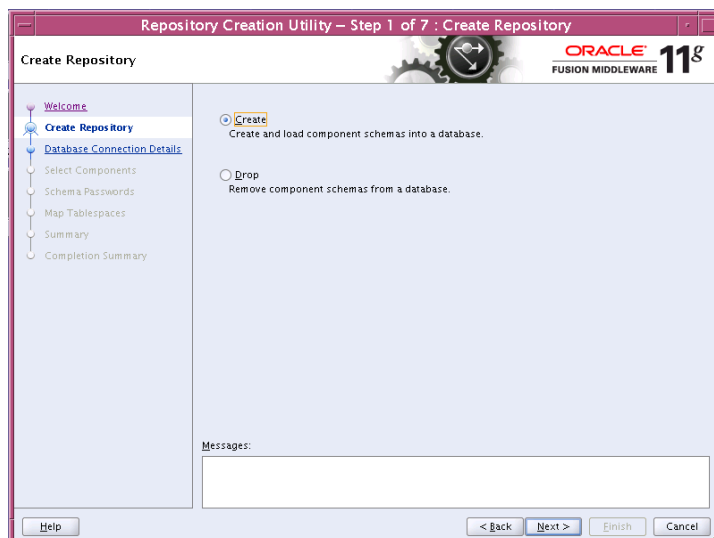 Repository Creation Utility – Step 1 of 7 : Create Repository
Create Repository
ORACLE
FUSION MIDDLEWARE 11g
Welcome
Create Repository
Database Connection Details
Select Components
Schema Passwords
Map Tablespaces
Summary
Completion Summary
Create
Create and load component schemas into a database.
Drop
Remove component schemas from a database.
Messages:
Help
< Back
Next >
Finish
Cancel